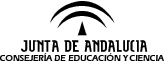 JUNTA DE ANDALUCIA
CONSEJERÍA DE EDUCACIÓN Y CIENCIA